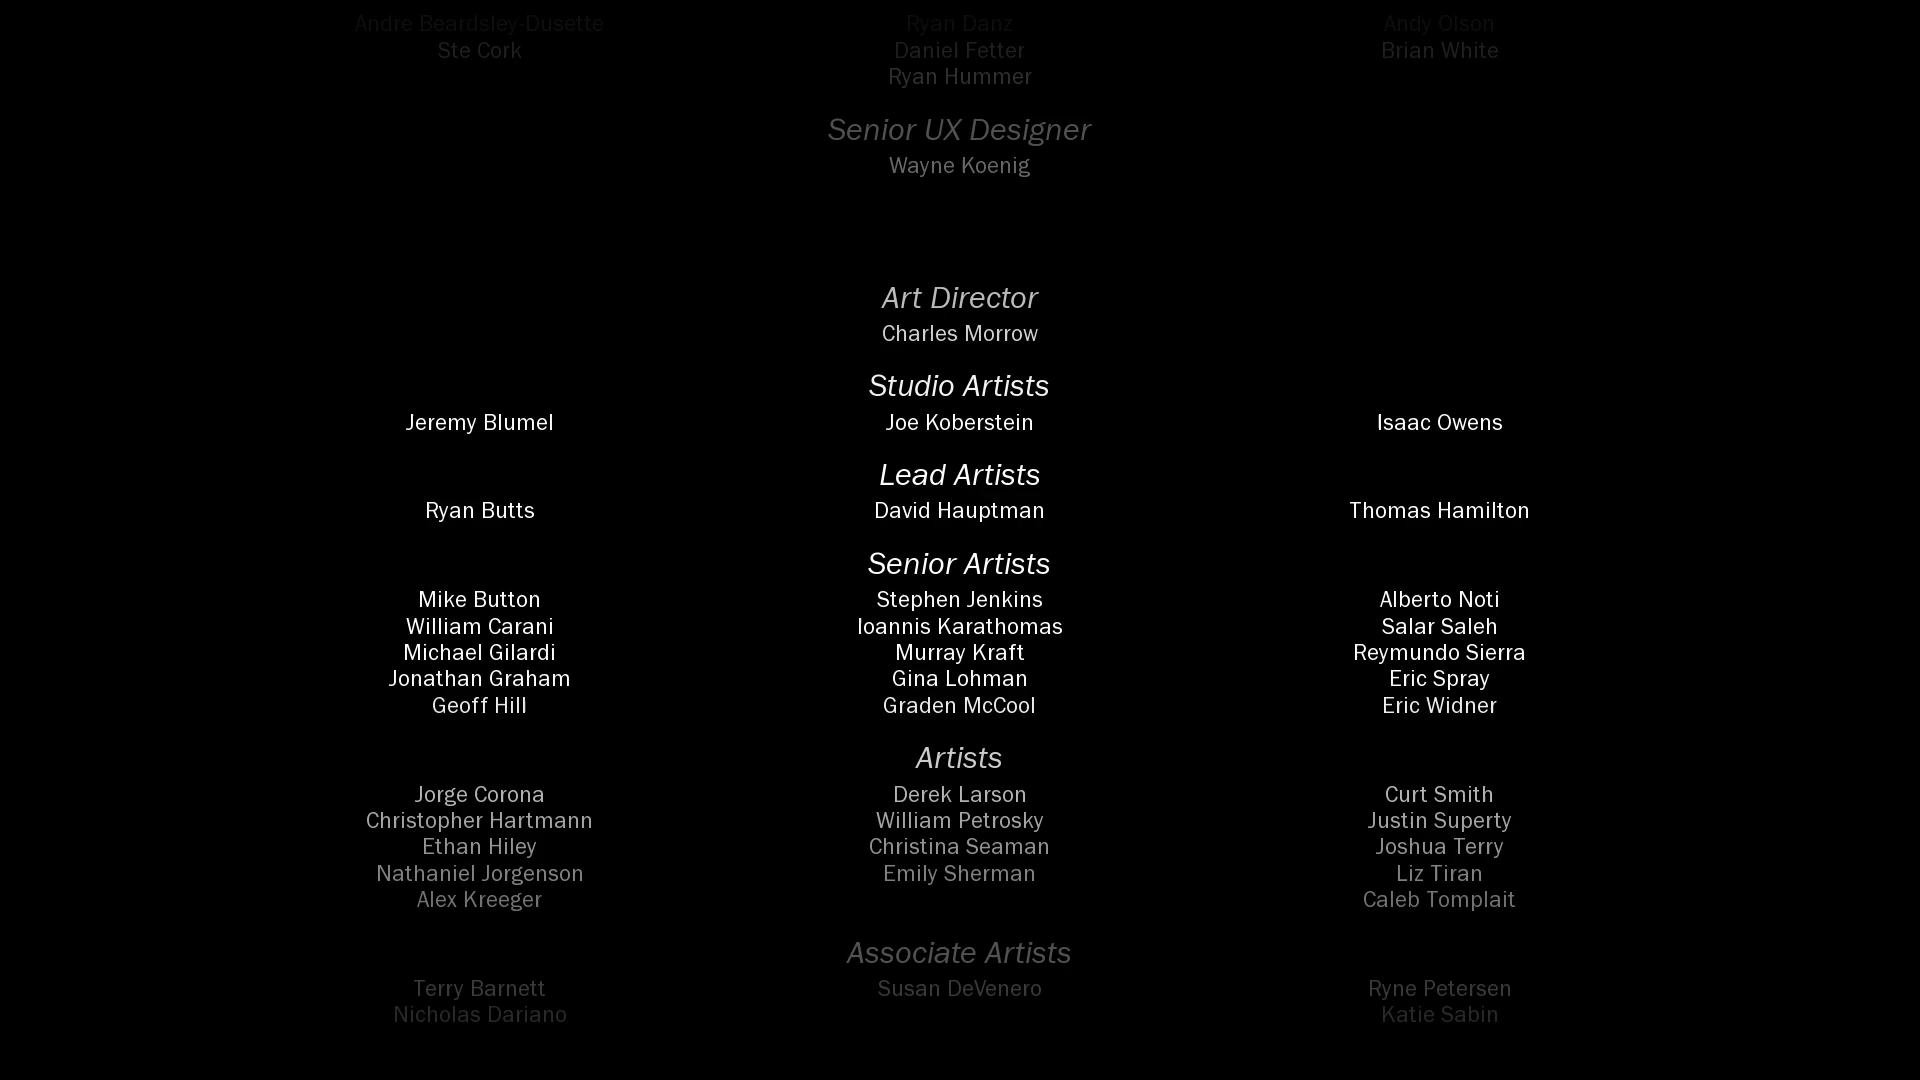 Andre Beardsley-Dusette Ryan Danz Andy Olson
Ste Cork Daniel Fetter Brian White
Ryan Hummer
Senior UX Designer
Wayne Koenig
Art Director
Charles Morrow
Studio Artists
Jeremy Blumel Joe Koberstein Isaac Owens
Lead Artists
Ryan Butts David Hauptman Thomas Hamilton
Senior Artists
Mike Button Stephen Jenkins Alberto Noti
William Carani Ioannis Karathomas Salar Saleh
Michael Gilardi Murray Kraft Reymundo Sierra
Jonathan Graham Gina Lohman Eric Spray
Geoff Hill Graden McCool Eric Widner
Artists
Jorge Corona Derek Larson Curt Smith
Christopher Hartmann William Petrosky Justin Superty
Ethan Hiley Christina Seaman Joshua Terry
Nathaniel Jorgenson Emily Sherman Liz Tiran
Alex Kreeger Caleb Tomplait
Associate Artists
Terry Barnett Susan DeVenero Ryne Petersen
Nicholas Dariano Katie Sabin